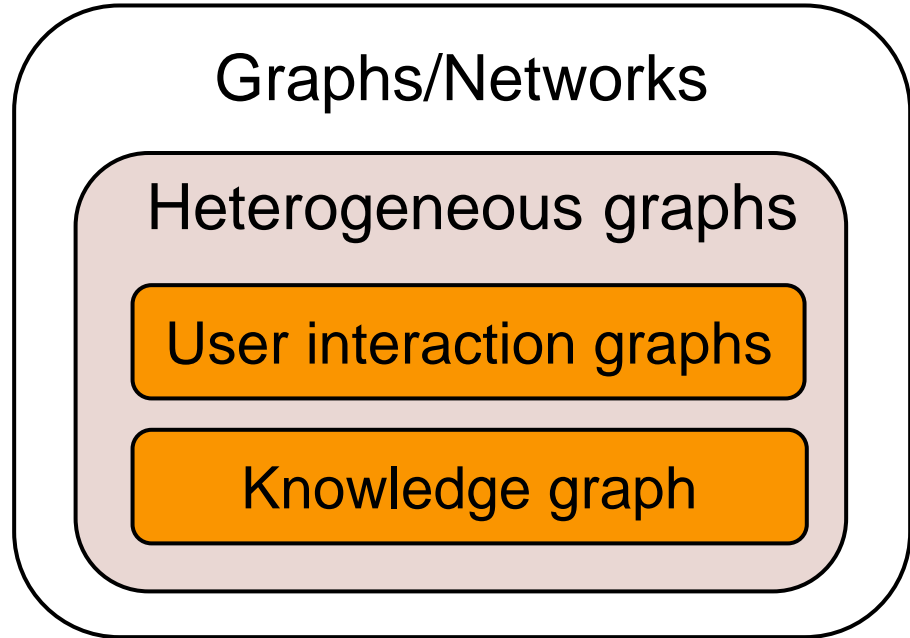 Graphs/Networks
Heterogeneous graphs
User interaction graphs
Knowledge graph